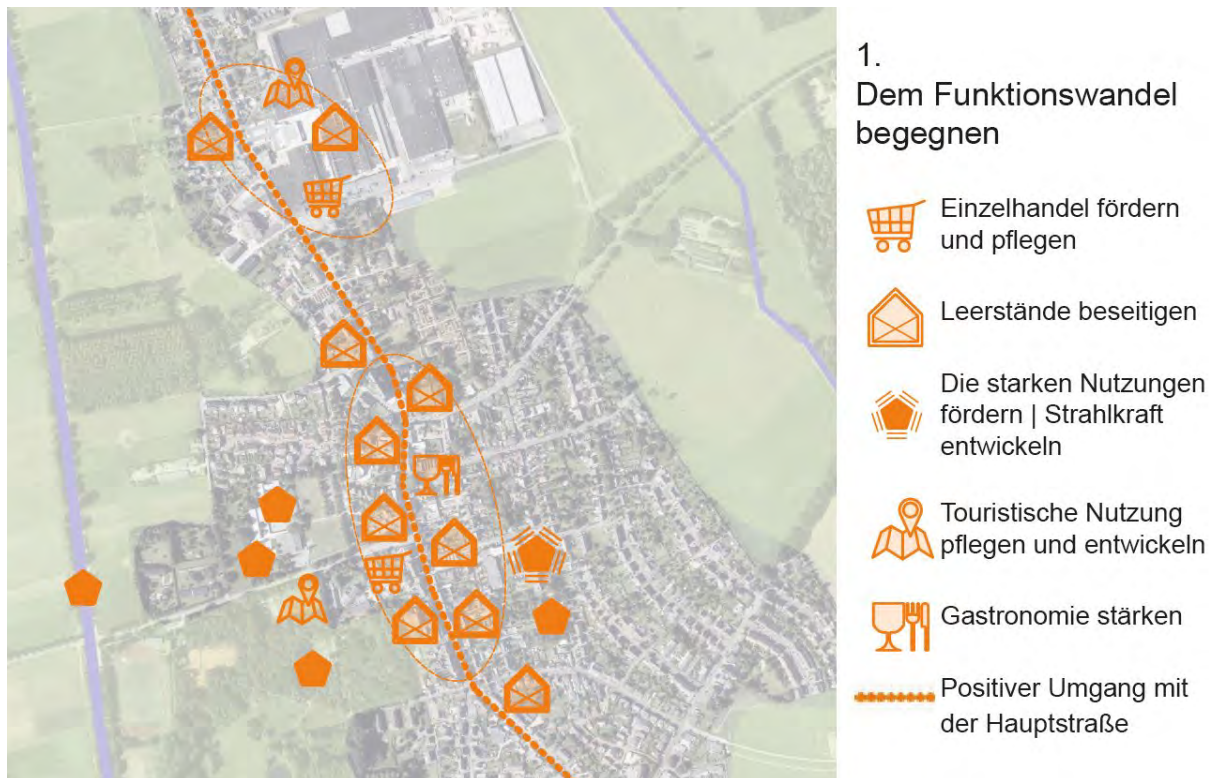 1.
Dem Funktionswandel
begegnen
Einzelhandel fördern
und pflegen
Leerstände beseitigen
Die starken Nutzungen
fördern | Strahlkraft
entwickeln
Touristische Nutzung
pflegen und entwickeln
Gastronomie stärken
Positiver Umgang mit
der Hauptstraße